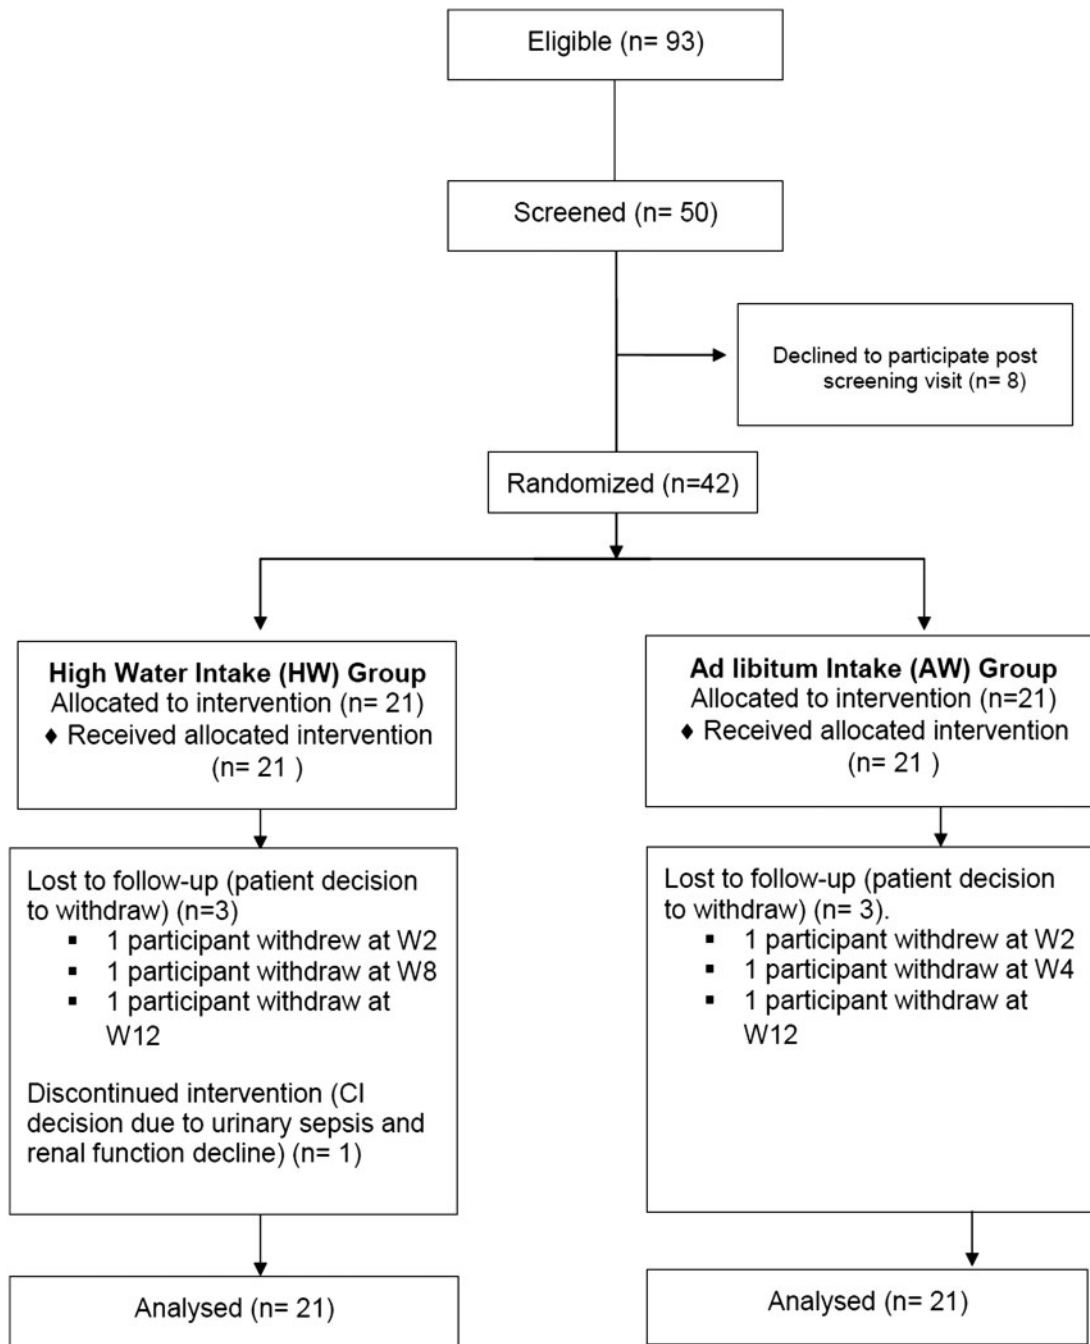 Eligible (n= 93)
Screened (n= 50)
Declined to participate post
screening visit (n= 8)
Randomized (n=42)
High Water Intake (HW) Group
Allocated to intervention (n= 21)
♦ Received allocated intervention
(n= 21 )
Ad libitum Intake (AW) Group
Allocated to intervention (n=21)
♦ Received allocated intervention
(n= 21 )
Lost to follow-up (patient decision
to withdraw) (n=3)
▪ 1 participant withdrew at W2
▪ 1 participant withdraw at W8
▪ 1 participant withdraw at
W12
Discontinued intervention (CI
decision due to urinary sepsis and
renal function decline) (n= 1)
Lost to follow-up (patient decision
to withdraw) (n= 3).
▪ 1 participant withdrew at W2
▪ 1 participant withdraw at W4
▪ 1 participant withdraw at
W12
Analysed (n= 21)
Analysed (n= 21)